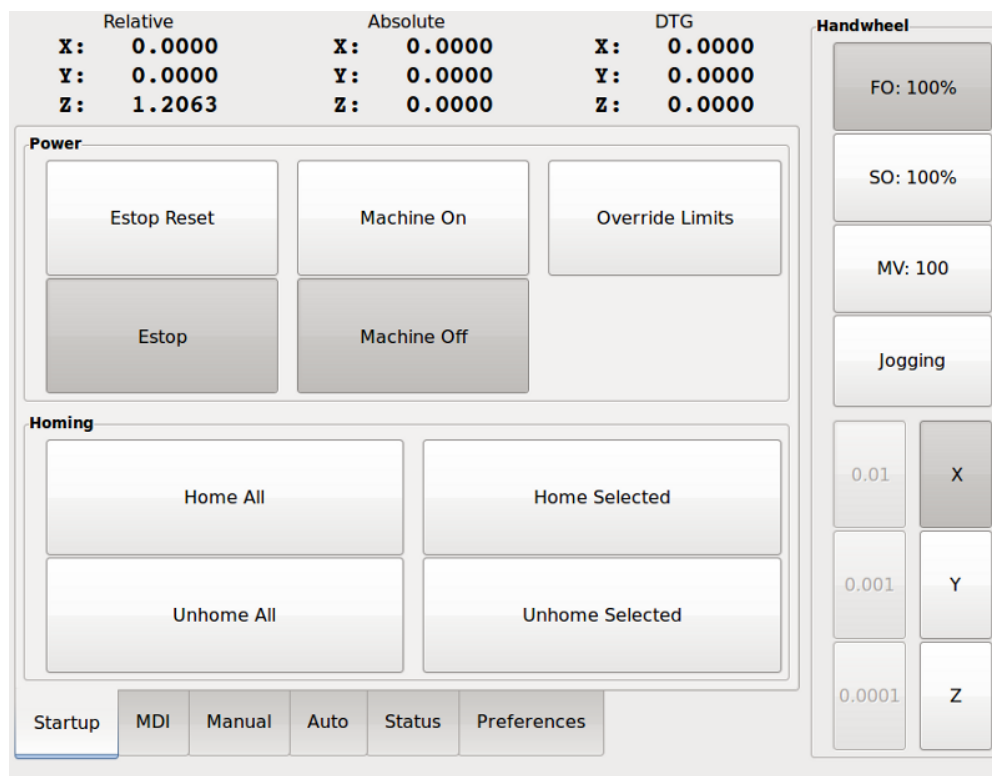 Relative Absolute DTG
X: 0.0000 X: 0.0000 X: 0.0000
Y: 0.0000 Y: 0.0000 Y: 0.0000
Z: 1.2063 Z: 0.0000 Z: 0.0000
Power
Estop Reset Machine On Override Limits
Estop Machine Off
Homing
Home All Home Selected
Unhome All Unhome Selected
Startup MDI Manual Auto Status Preferences
Handwheel
FO: 100%
SO: 100%
MV: 100
Jogging
0.01 X
0.001 Y
0.0001 Z